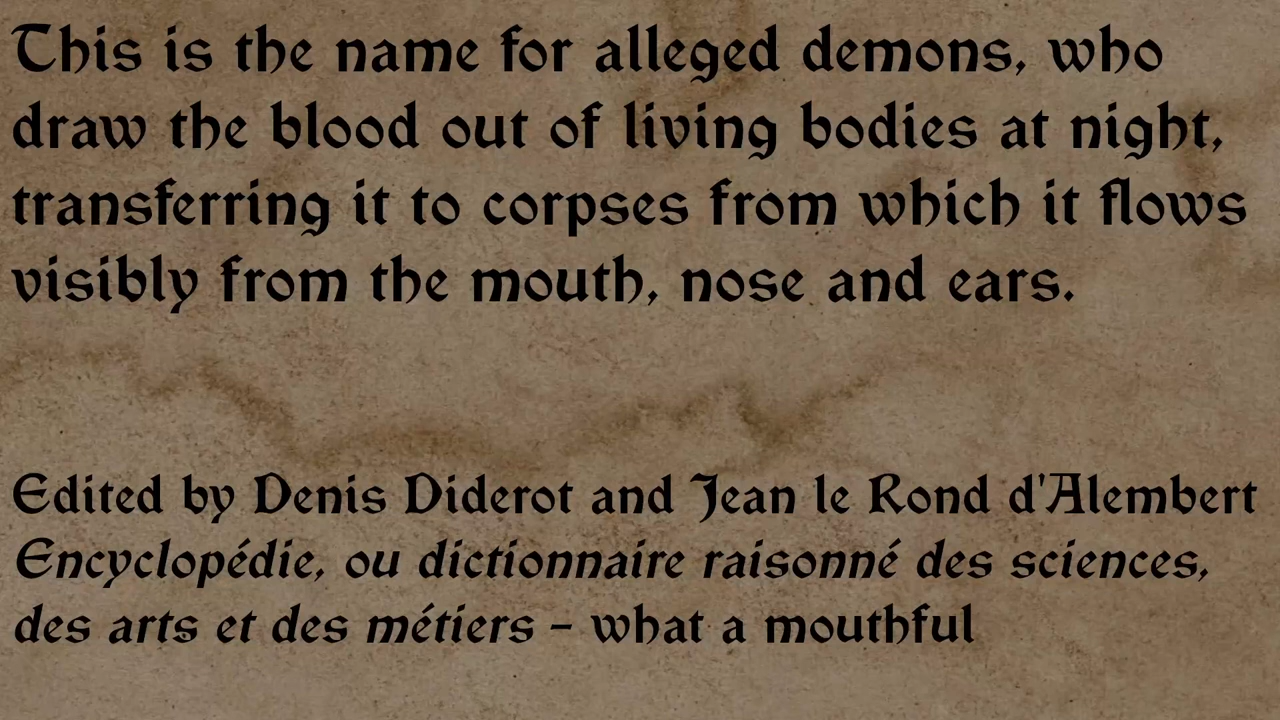 This is the name for alleged demons, who
draw the blood out of living bodies at night,
transferring it to corpses from which it flows
visibly from the mouth, nose and ears.
Edited by Denis Diderot and Jean le Rond d'Alembert
Encyclopédie, ou dictionnaire raisonné des sciences,
des arts et des métiers – what a mouthful